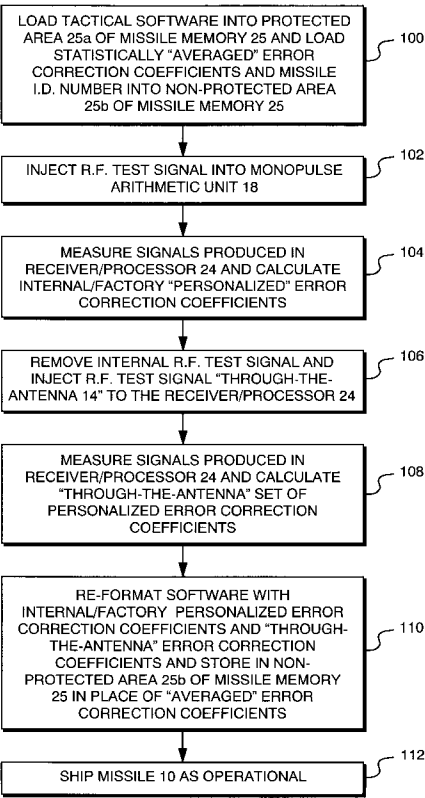 LOAD TACTICAL SOFTWARE INTO PROTECTED
AREA 25a OF MISSILE MEMORY 25 AND LOAD
STATISTICALLY “AVERAGED” ERROR
CORRECTION COEFFICIENTS AND MISSILE
I.D. NUMBER INTO NON-PROTECTED AREA
25b OF MISSILE MEMORY 25
100
INJECT R.F. TEST SIGNAL INTO MONOPULSE
ARITHMETIC UNIT 18
102
MEASURE SIGNALS PRODUCED IN
RECEIVER/PROCESSOR 24 AND CALCULATE
INTERNAL/FACTORY “PERSONALIZED” ERROR
CORRECTION COEFFICIENTS
104
REMOVE INTERNAL R.F. TEST SIGNAL AND
INJECT R.F. TEST SIGNAL “THROUGH-THE-
ANTENNA 14” TO THE RECEIVER/PROCESSOR 24
106
MEASURE SIGNALS PRODUCED IN
RECEIVER/PROCESSOR 24 AND CALCULATE
“THROUGH-THE-ANTENNA” SET OF
PERSONALIZED ERROR CORRECTION
COEFFICIENTS
108
RE-FORMAT SOFTWARE WITH
INTERNAL/FACTORY PERSONALIZED ERROR
CORRECTION COEFFICIENTS AND “THROUGH-
THE-ANTENNA” ERROR CORRECTION
COEFFICIENTS AND STORE IN NON-
PROTECTED AREA 25b OF MISSILE MEMORY
25 IN PLACE OF “AVERAGED” ERROR
CORRECTION COEFFICIENTS
110
SHIP MISSILE 10 AS OPERATIONAL
112